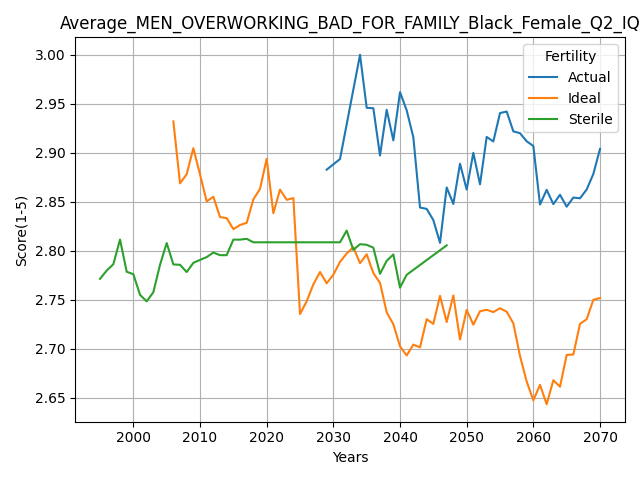 Average_MEN_OVERWORKING_BAD_FOR_FAMILY_Black_Female_Q2_IQ
Fertility
Actual
Ideal
Sterile
Score(1-5)
3.00
2.95
2.90
2.85
2.80
2.75
2.70
2.65
2000 2010 2020 2030 2040 2050 2060 2070
Years